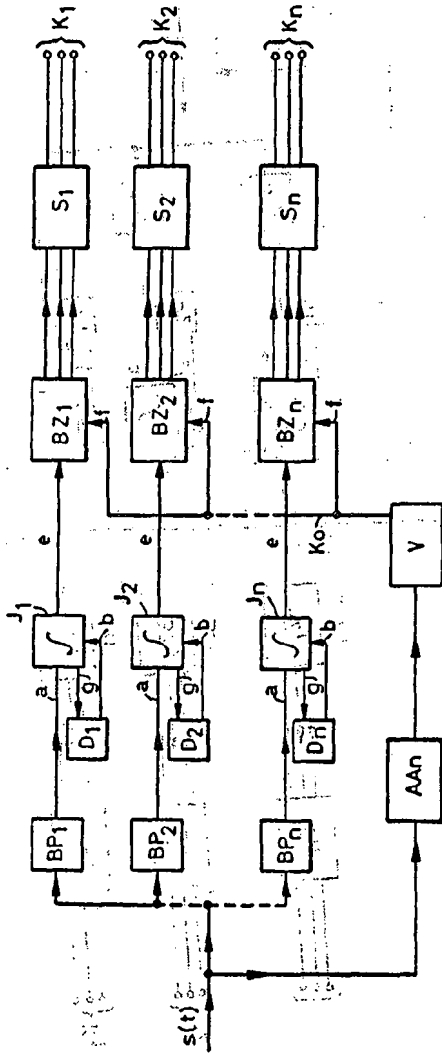 s(t)
BP1 a J1 g b D1 e BZ1 f S1 K1
BP2 a J2 g b D2 e BZ2 f S2 K2
BPn a Jn g b Dn e BZn f Sn Kn
Ko
AAn V